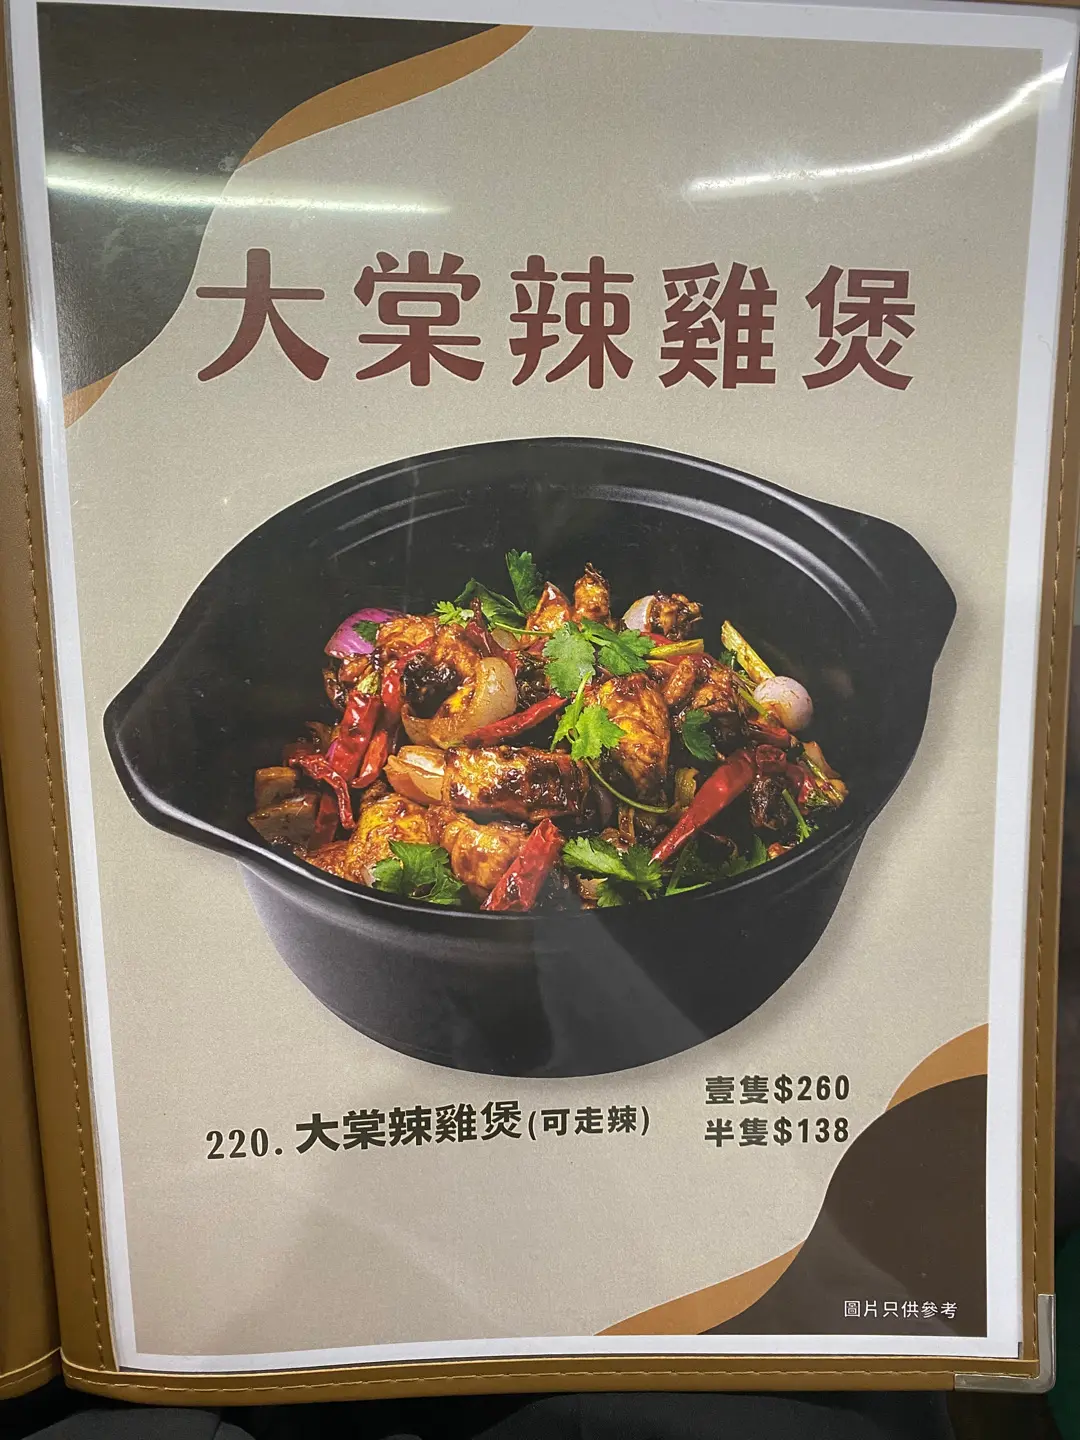 大棠辣雞煲
220. 大棠辣雞煲(可走辣)
壹隻$260
半隻$138
圖片只供參考